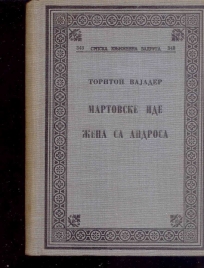 343 СРПСКА КЊИЖЕВНА ЗАДРУГА 343
ТОРНТОН ВАЈЛДЕР
МАРТОВСКЕ ИДЕ
ЖЕНА СА АНДРОСА